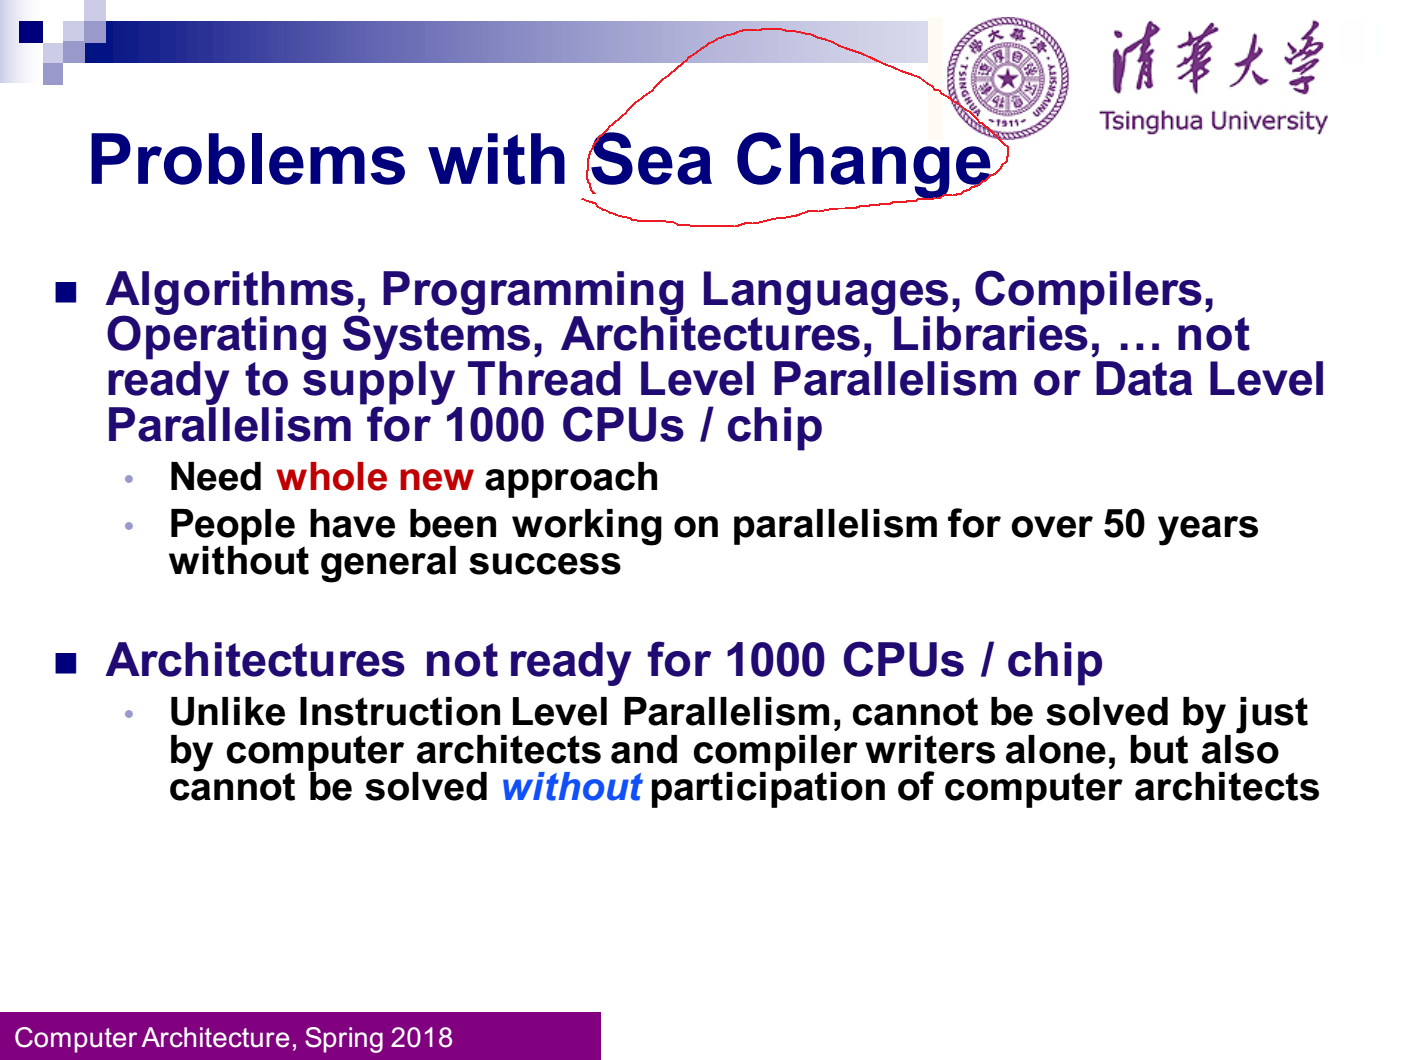 清華大学
Tsinghua University
Problems with Sea Change
Algorithms, Programming Languages, Compilers,
Operating Systems, Architectures, Libraries, … not
ready to supply Thread Level Parallelism or Data Level
Parallelism for 1000 CPUs / chip
Need whole new approach
People have been working on parallelism for over 50 years
without general success
Architectures not ready for 1000 CPUs / chip
Unlike Instruction Level Parallelism, cannot be solved by just
by computer architects and compiler writers alone, but also
cannot be solved without participation of computer architects
Computer Architecture, Spring 2018